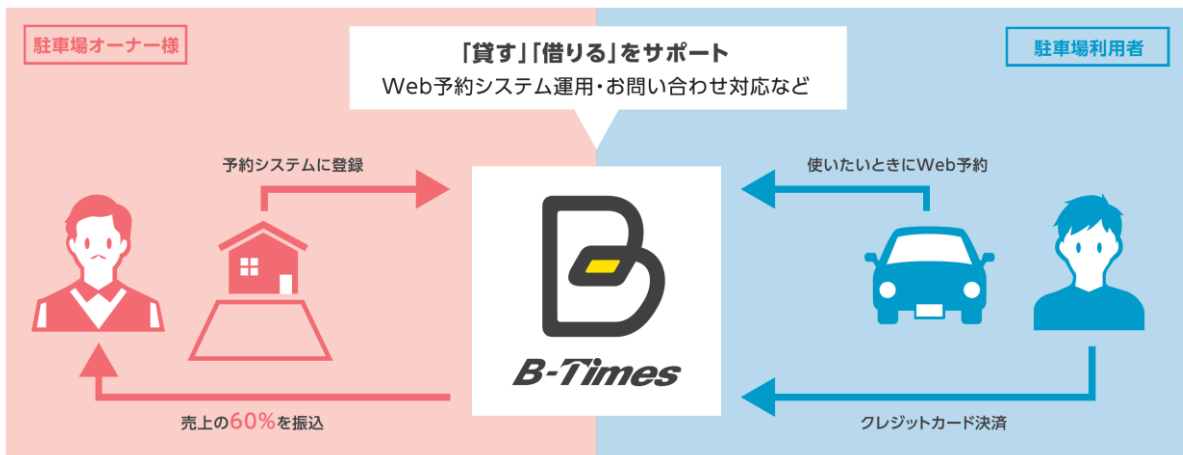 駐車場オーナー様
「貸す」「借りる」をサポート
Web予約システム運用・お問い合わせ対応など
駐車場利用者
予約システムに登録
使いたいときにWeb予約
B
B-Times
売上の60%を振込
クレジットカード決済